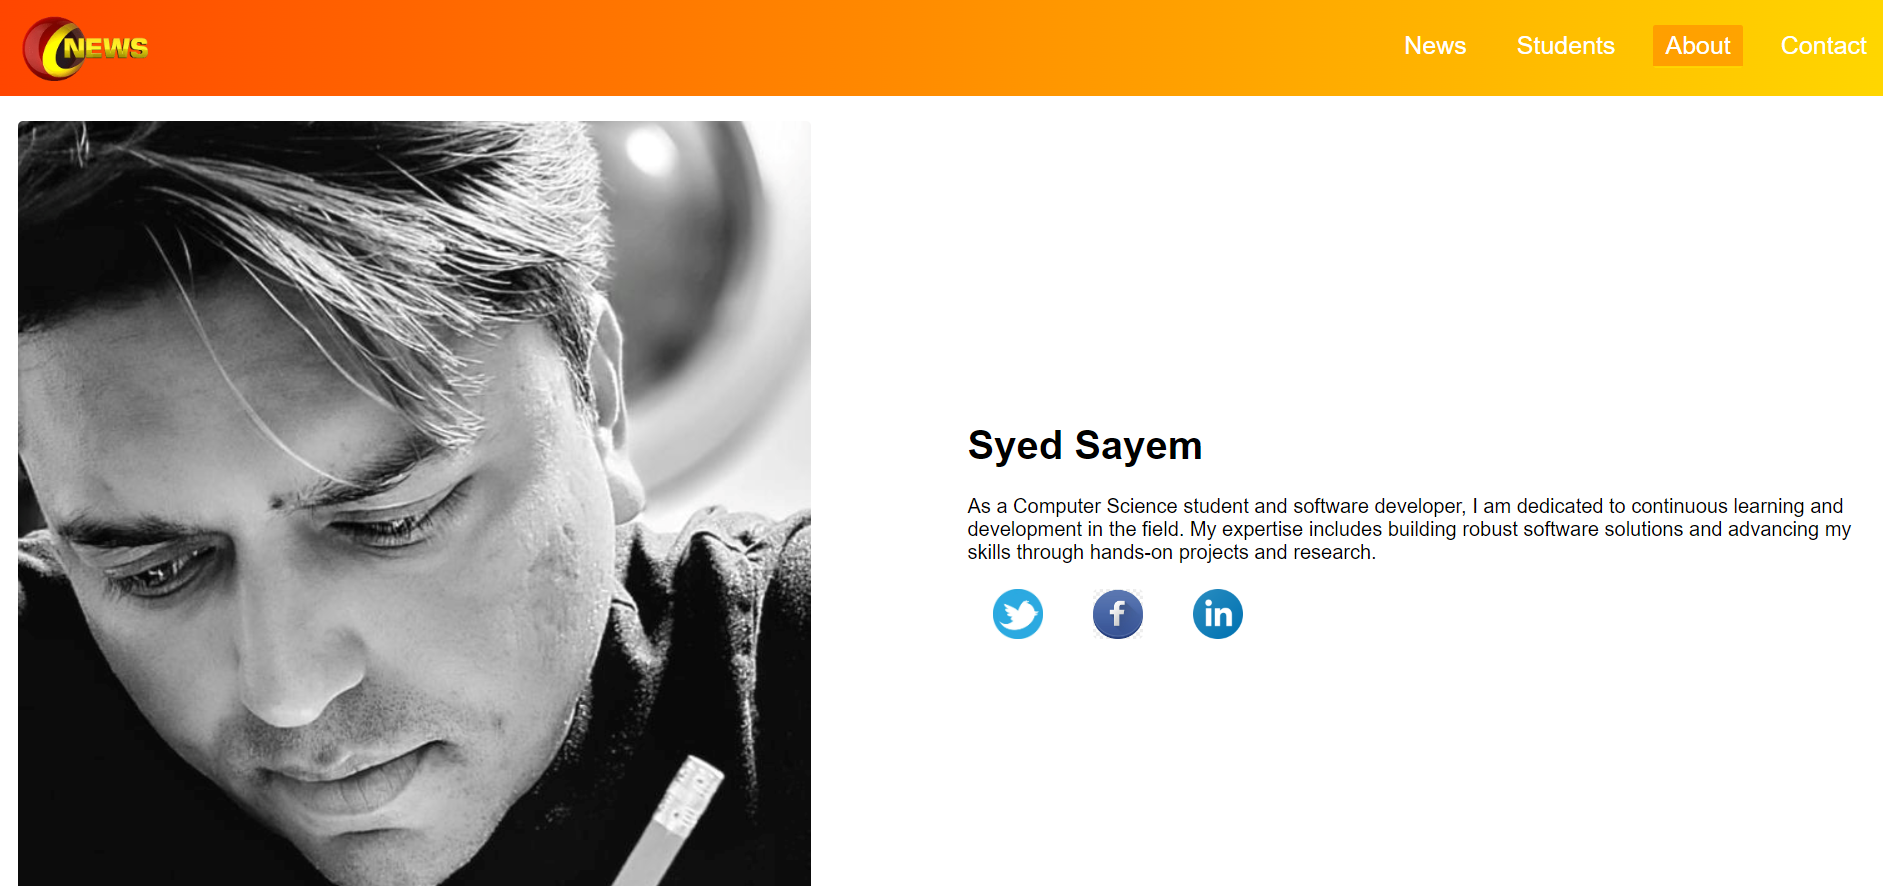 NEWS
News Students About Contact
Syed Sayem
As a Computer Science student and software developer, I am dedicated to continuous learning and
development in the field. My expertise includes building robust software solutions and advancing my
skills through hands-on projects and research.
f
in